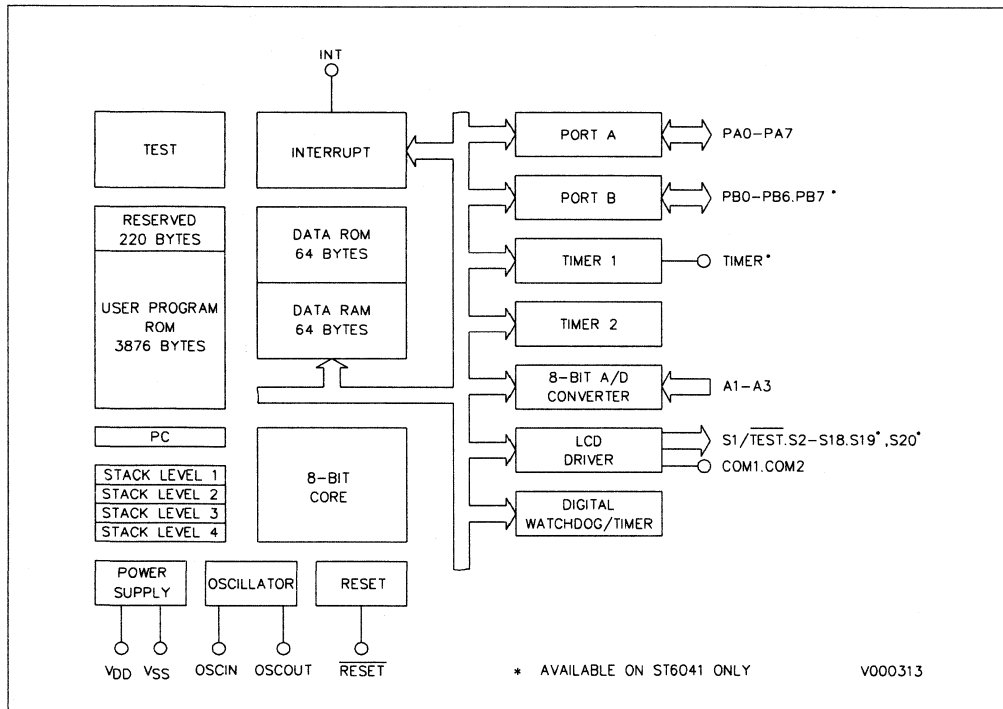 INT
TEST
INTERRUPT
PORT A
PA0-PA7
PORT B
PB0-PB6.PB7 *
RESERVED
220 BYTES
DATA ROM
64 BYTES
TIMER 1
TIMER*
USER PROGRAM
ROM
3876 BYTES
DATA RAM
64 BYTES
TIMER 2
8-BIT A/D
CONVERTER
A1-A3
PC
LCD
DRIVER
S1/TEST.S2-S18.S19*,S20*
COM1.COM2
STACK LEVEL 1
STACK LEVEL 2
STACK LEVEL 3
STACK LEVEL 4
8-BIT
CORE
DIGITAL
WATCHDOG/TIMER
POWER
SUPPLY
OSCILLATOR
RESET
VDD VSS OSCIN OSCOUT RESET
* AVAILABLE ON ST6041 ONLY
V000313